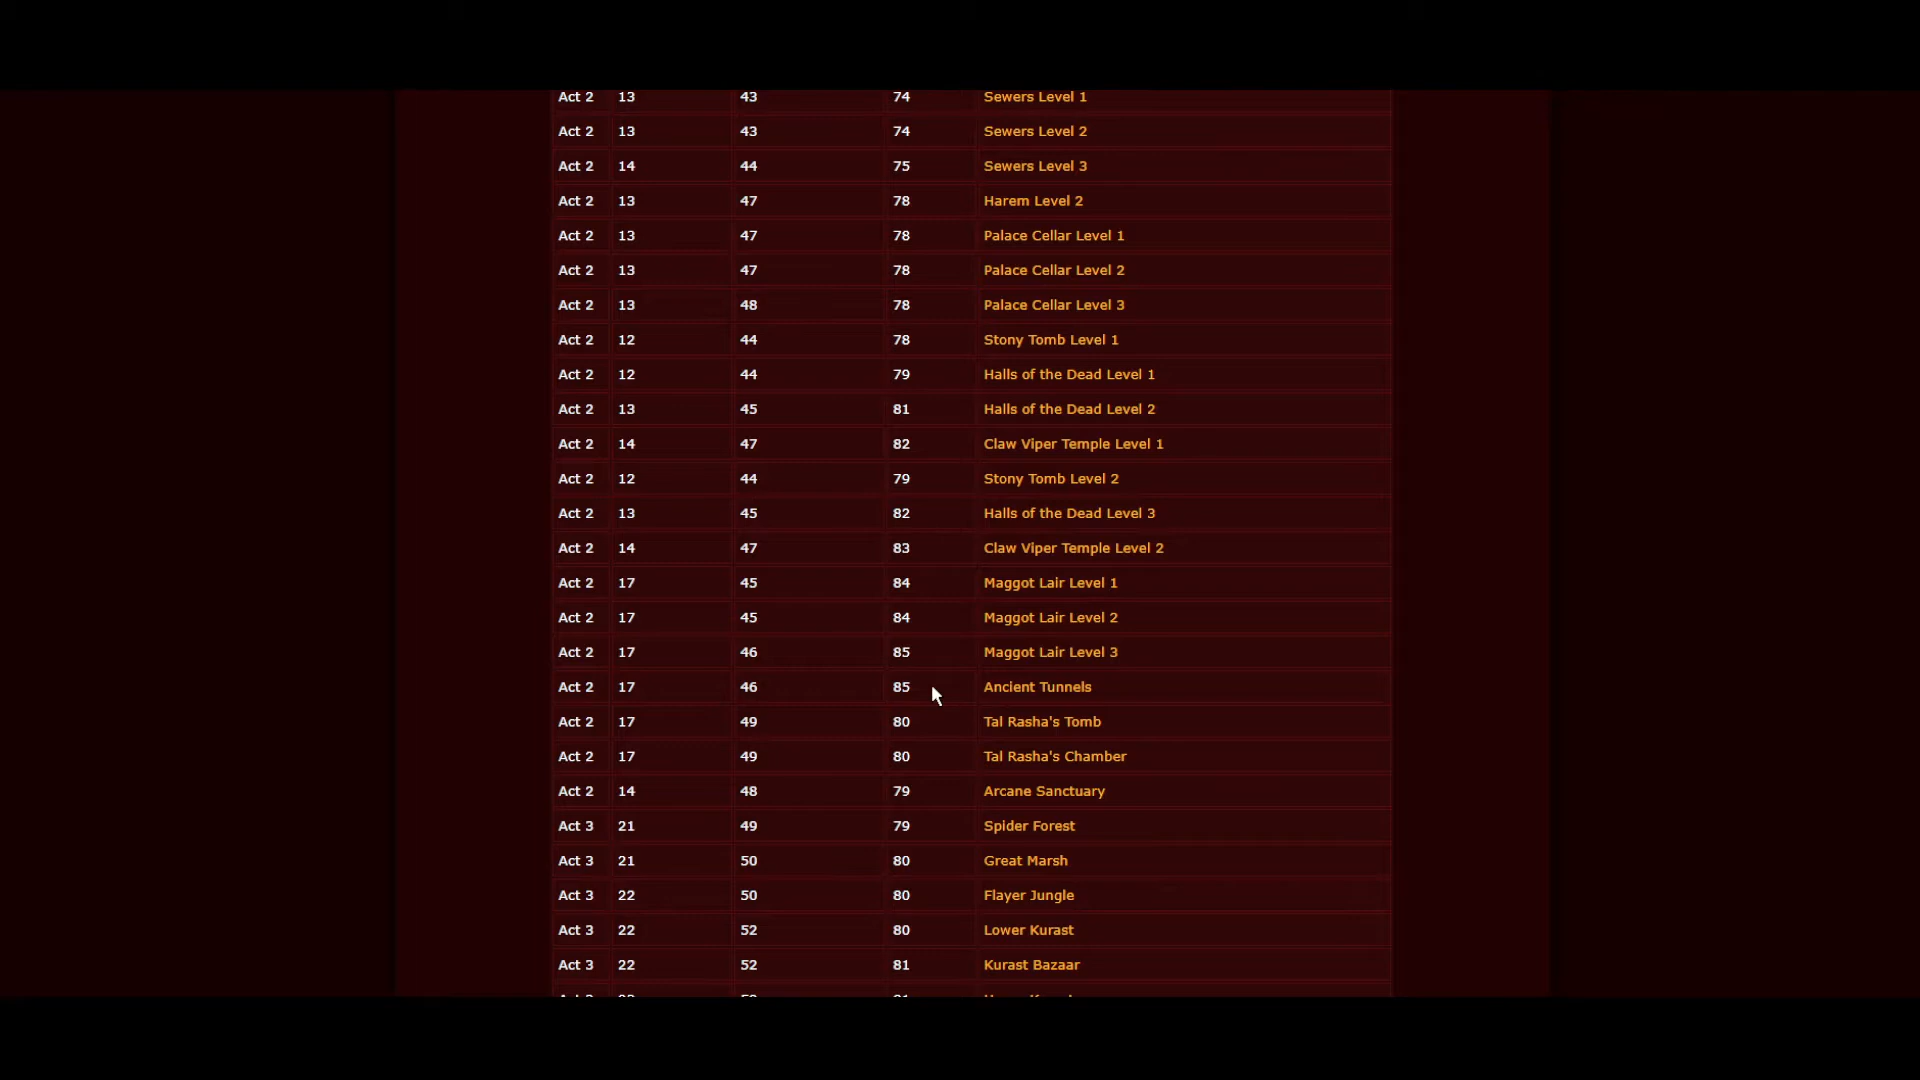 Act 2 13 43 74 Sewers Level 1
Act 2 13 43 74 Sewers Level 2
Act 2 14 44 75 Sewers Level 3
Act 2 13 47 78 Harem Level 2
Act 2 13 47 78 Palace Cellar Level 1
Act 2 13 47 78 Palace Cellar Level 2
Act 2 13 48 78 Palace Cellar Level 3
Act 2 12 44 78 Stony Tomb Level 1
Act 2 12 44 79 Halls of the Dead Level 1
Act 2 13 45 81 Halls of the Dead Level 2
Act 2 14 47 82 Claw Viper Temple Level 1
Act 2 12 44 79 Stony Tomb Level 2
Act 2 13 45 82 Halls of the Dead Level 3
Act 2 14 47 83 Claw Viper Temple Level 2
Act 2 17 45 84 Maggot Lair Level 1
Act 2 17 45 84 Maggot Lair Level 2
Act 2 17 46 85 Maggot Lair Level 3
Act 2 17 46 85 Ancient Tunnels
Act 2 17 49 80 Tal Rasha's Tomb
Act 2 17 49 80 Tal Rasha's Chamber
Act 2 14 48 79 Arcane Sanctuary
Act 3 21 49 79 Spider Forest
Act 3 21 50 80 Great Marsh
Act 3 22 50 80 Flayer Jungle
Act 3 22 52 80 Lower Kurast
Act 3 22 52 81 Kurast Bazaar